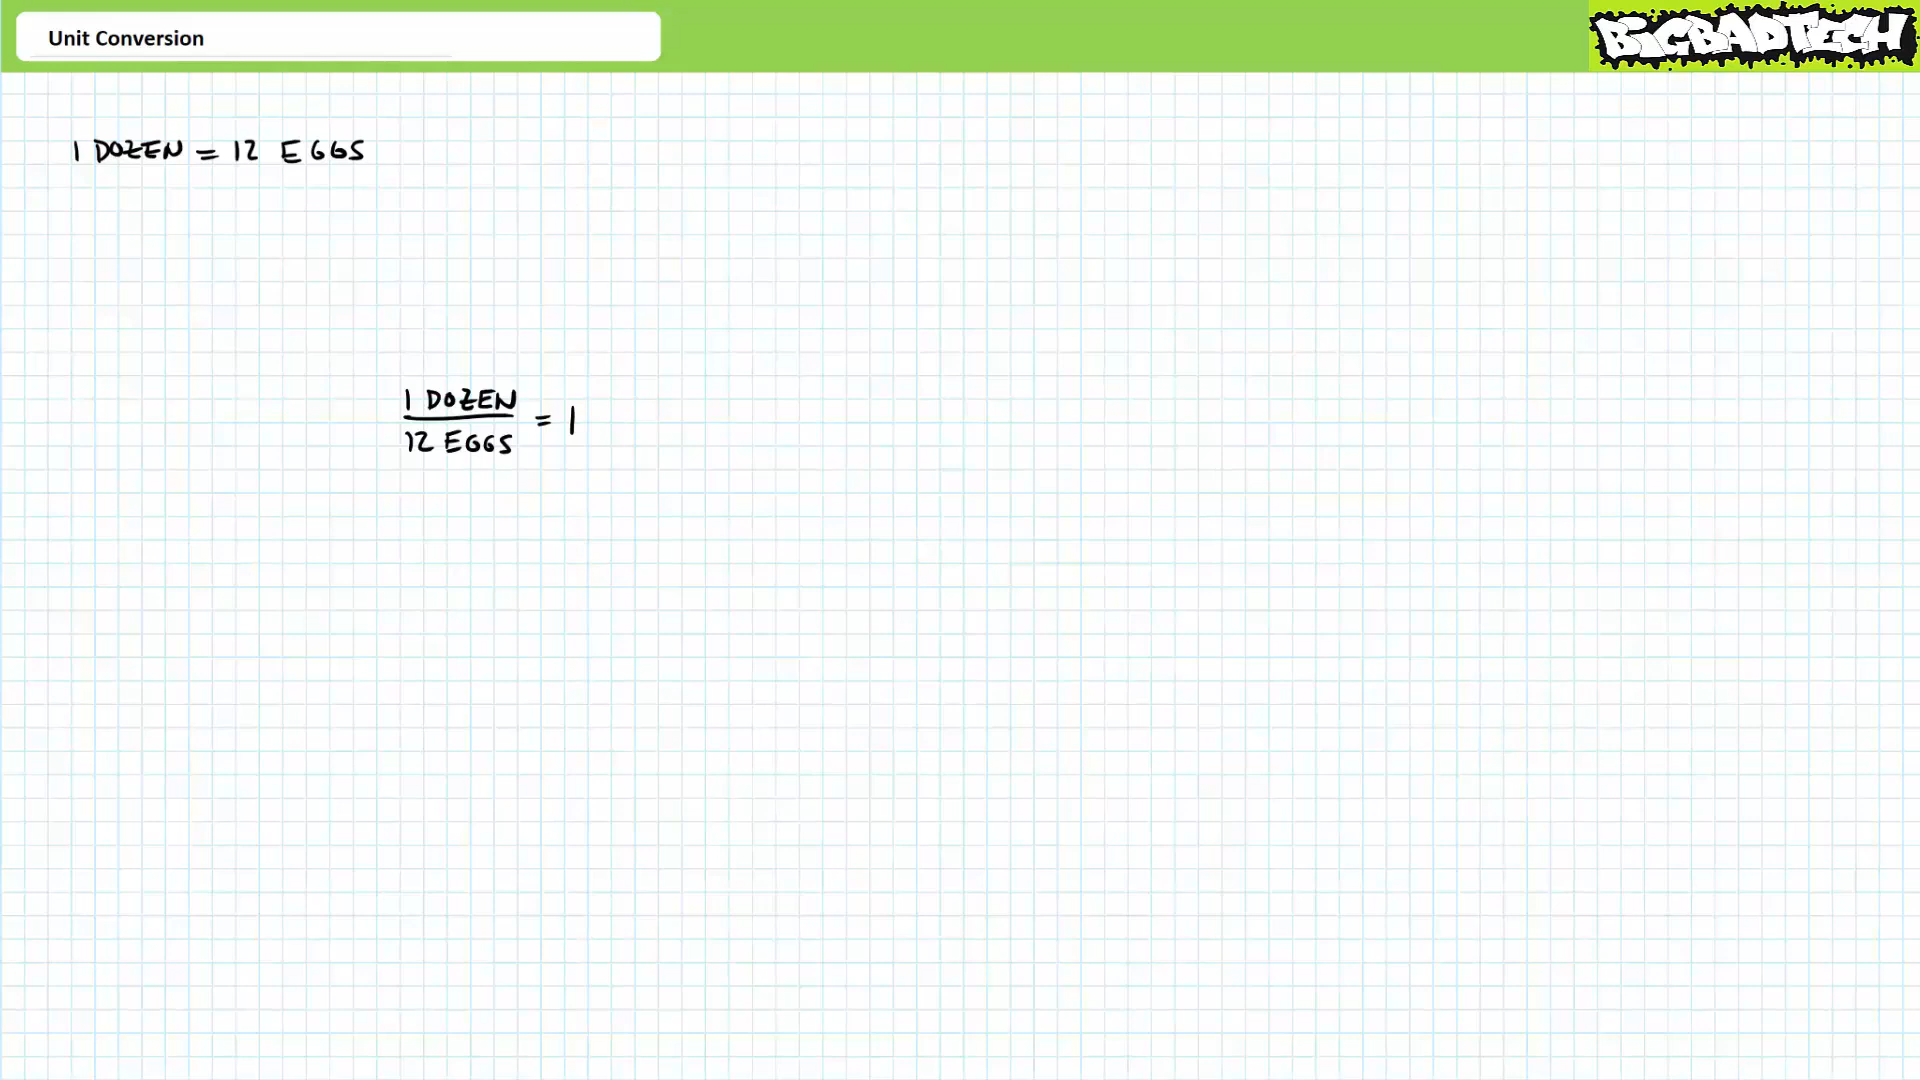 Unit Conversion
BIGBADTECH
1 DOZEN = 12 EGGS
1 DOZEN
12 EGGS
= 1